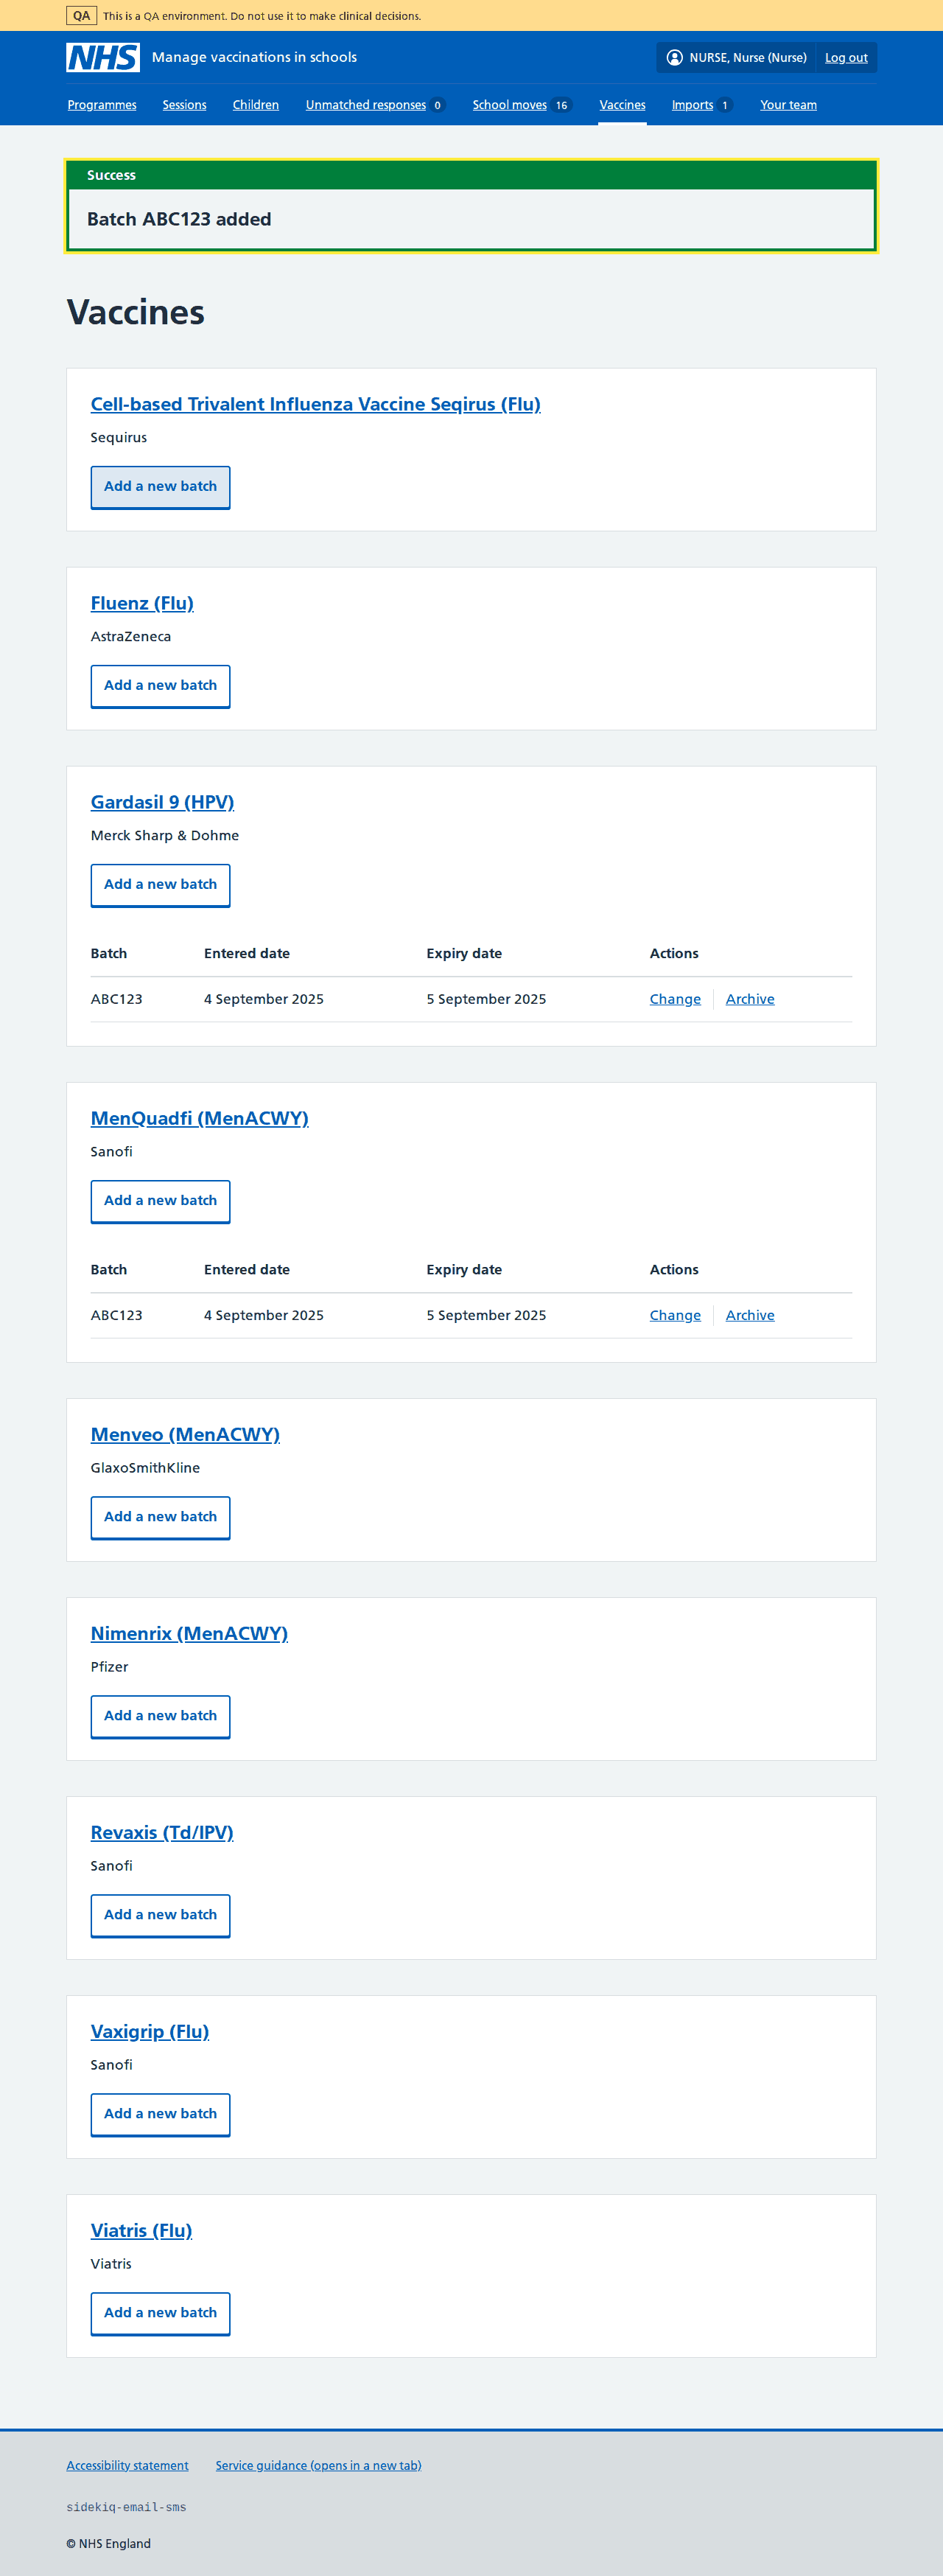 QA This is a QA environment. Do not use it to make clinical decisions.
NHS Manage vaccinations in schools NURSE, Nurse (Nurse) Log out
Programmes Sessions Children Unmatched responses 0 School moves 16 Vaccines Imports 1 Your team
Success
Batch ABC123 added
Vaccines
Cell-based Trivalent Influenza Vaccine Seqirus (Flu)
Sequirus
Add a new batch
Fluenz (Flu)
AstraZeneca
Add a new batch
Gardasil 9 (HPV)
Merck Sharp & Dohme
Add a new batch
Batch Entered date Expiry date Actions
ABC123 4 September 2025 5 September 2025 Change Archive
MenQuadfi (MenACWY)
Sanofi
Add a new batch
Batch Entered date Expiry date Actions
ABC123 4 September 2025 5 September 2025 Change Archive
Menveo (MenACWY)
GlaxoSmithKline
Add a new batch
Nimenrix (MenACWY)
Pfizer
Add a new batch
Revaxis (Td/IPV)
Sanofi
Add a new batch
Vaxigrip (Flu)
Sanofi
Add a new batch
Viatris (Flu)
Viatris
Add a new batch
Accessibility statement Service guidance (opens in a new tab)
sidekiq-email-sms
© NHS England